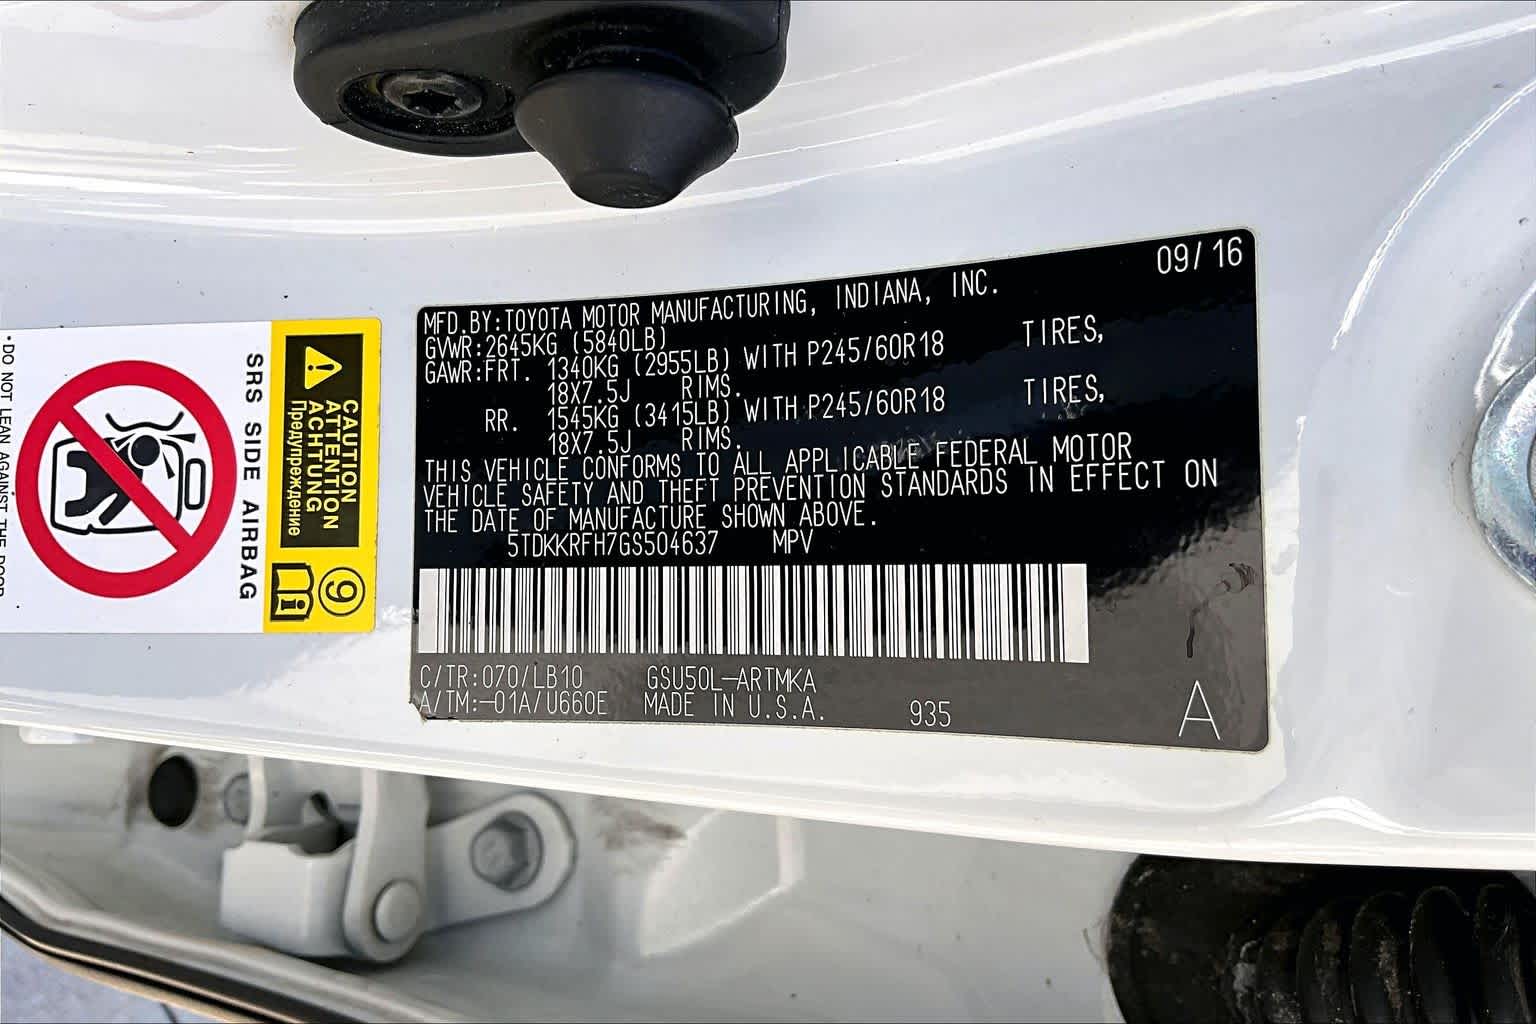 •DO NOT LEAN AGAINST THE DOOR
SRS SIDE AIRBAG
CAUTION
ATTENTION
ACHTUNG
Предупреждение
9
i
09/16
MFD.BY:TOYOTA MOTOR MANUFACTURING, INDIANA, INC.
GVWR:2645KG (5840LB)
GAWR:FRT. 1340KG (2955LB) WITH P245/60R18 TIRES,
18X7.5J RIMS.
RR. 1545KG (3415LB) WITH P245/60R18 TIRES,
18X7.5J RIMS.
THIS VEHICLE CONFORMS TO ALL APPLICABLE FEDERAL MOTOR
VEHICLE SAFETY AND THEFT PREVENTION STANDARDS IN EFFECT ON
THE DATE OF MANUFACTURE SHOWN ABOVE.
5TDKKRFH7GS504637 MPV
C/TR:070/LB10 GSU50L-ARTMKA
A/TM:-01A/U660E MADE IN U.S.A. 935
A